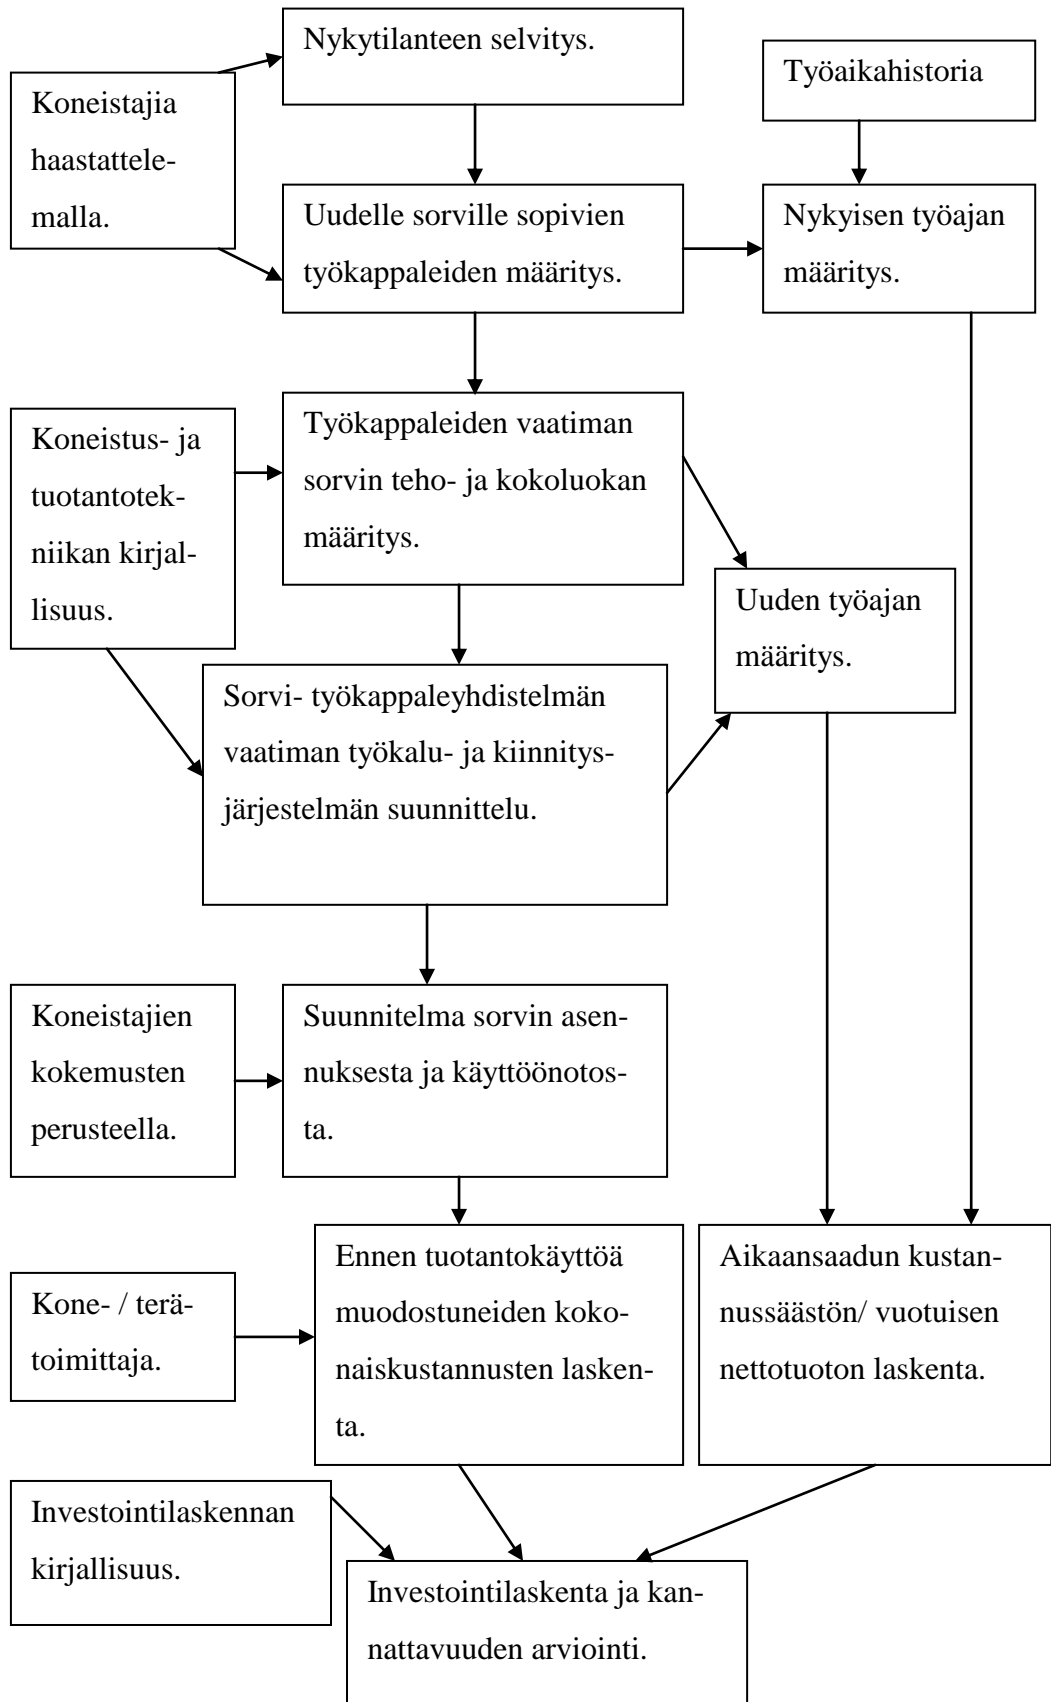 Nykytilanteen selvitys.
Työaikahistoria
Koneistajia
haastattele-
malla.
Uudelle sorville sopivien
työkappaleiden määritys.
Nykyisen työajan
määritys.
Koneistus- ja
tuotantotek-
niikan kirjal-
lisuus.
Työkappaleiden vaatiman
sorvin teho- ja kokoluokan
määritys.
Uuden työajan
määritys.
Sorvi- työkappaleyhdistelmän
vaatiman työkalu- ja kiinnitys-
järjestelmän suunnittelu.
Koneistajien
kokemusten
perusteella.
Suunnitelma sorvin asen-
nuksesta ja käyttöönotos-
ta.
Kone- / terä-
toimittaja.
Ennen tuotantokäyttöä
muodostuneiden koko-
naiskustannusten lasken-
ta.
Aikaansaadun kustan-
nussäästön/ vuotuisen
nettotuoton laskenta.
Investointilaskennan
kirjallisuus.
Investointilaskenta ja kan-
nattavuuden arviointi.